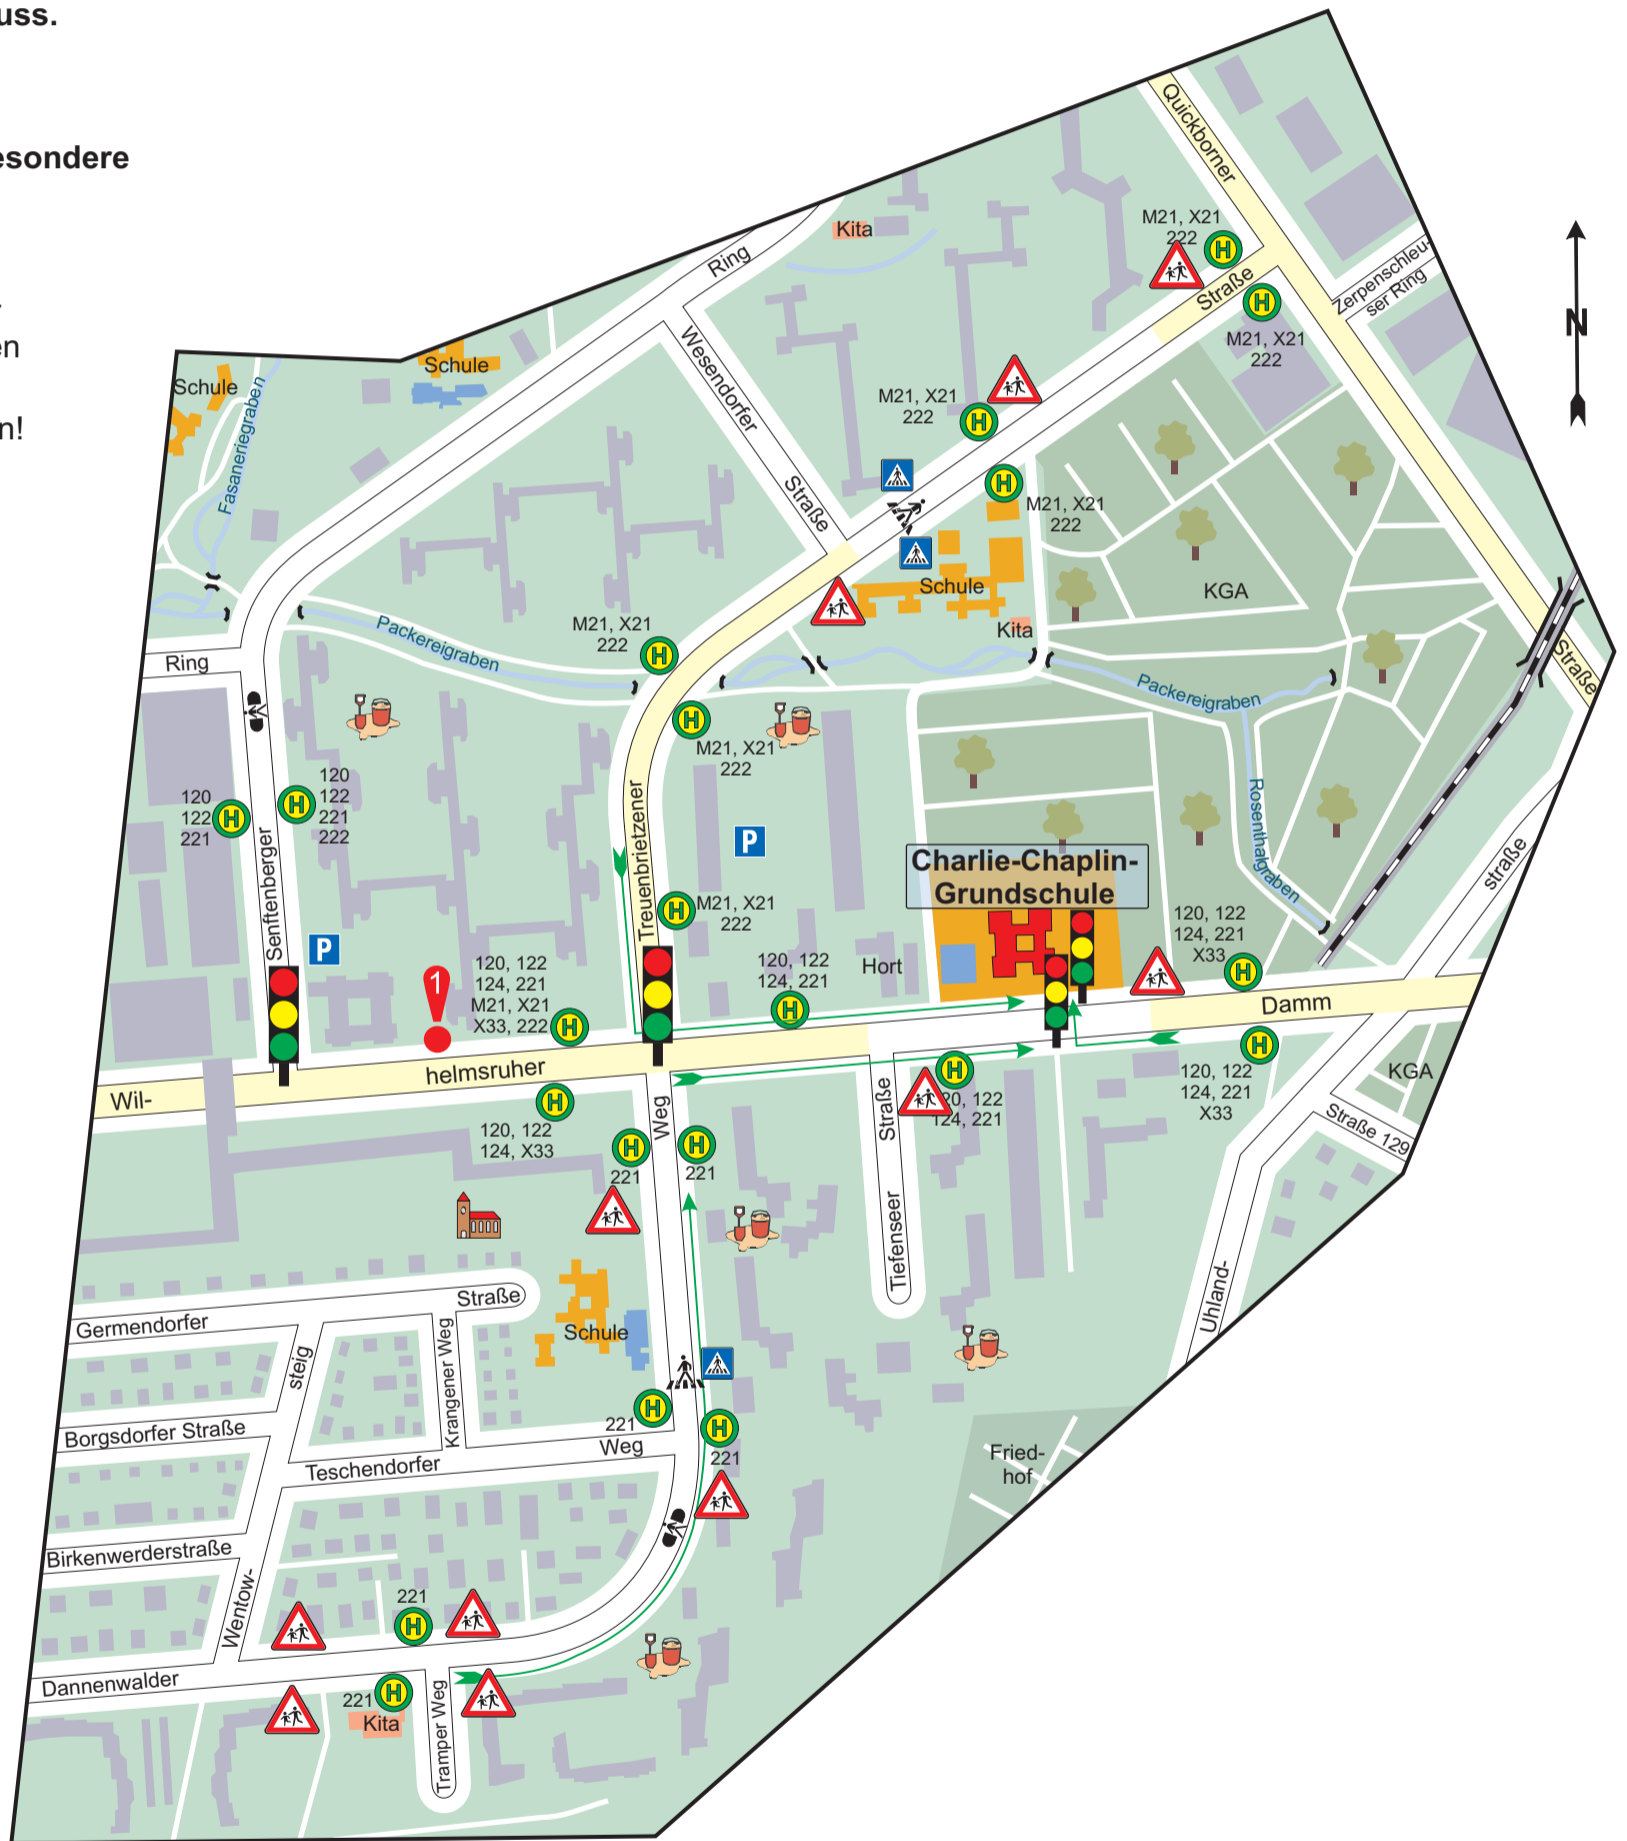 uss.
esondere
en
n!
Quickborner
M21, X21
222
H
Straße
H
M21, X21
222
Zerpenschleu-
ser Ring
N
Kita
Ring
Schule
Schule
Fasaneriegraben
Wesendorfer
Straße
M21, X21
222
H
H
M21, X21
222
Schule
Kita
KGA
Straße
M21, X21
222
H
Packereigraben
Ring
H
M21, X21
222
Packereigraben
Rosenthalgraben
120
122
221
H
H
120
122
221
222
Senftenberger
P
Treuenbrietzener
P
H
M21, X21
222
Charlie-Chaplin-
Grundschule
straße
1
120, 122
124, 221
M21, X21
X33, 222
H
120, 122
124, 221
H
Hort
120, 122
124, 221
X33
H
Damm
Wil-
helmsruher
H
120, 122
124, X33
Weg
H
221
H
221
Straße
Tiefenseer
H
120, 122
124, 221
H
120, 122
124, 221
X33
KGA
Straße 129
Uhland-
Germendorfer
Straße
steig
Krangener Weg
Schule
Borgsdorfer Straße
221
H
H
221
Teschendorfer
Weg
Fried-
hof
Birkenwerderstraße
Wentow-
221
H
Dannenwalder
221
H
Kita
Tramper Weg